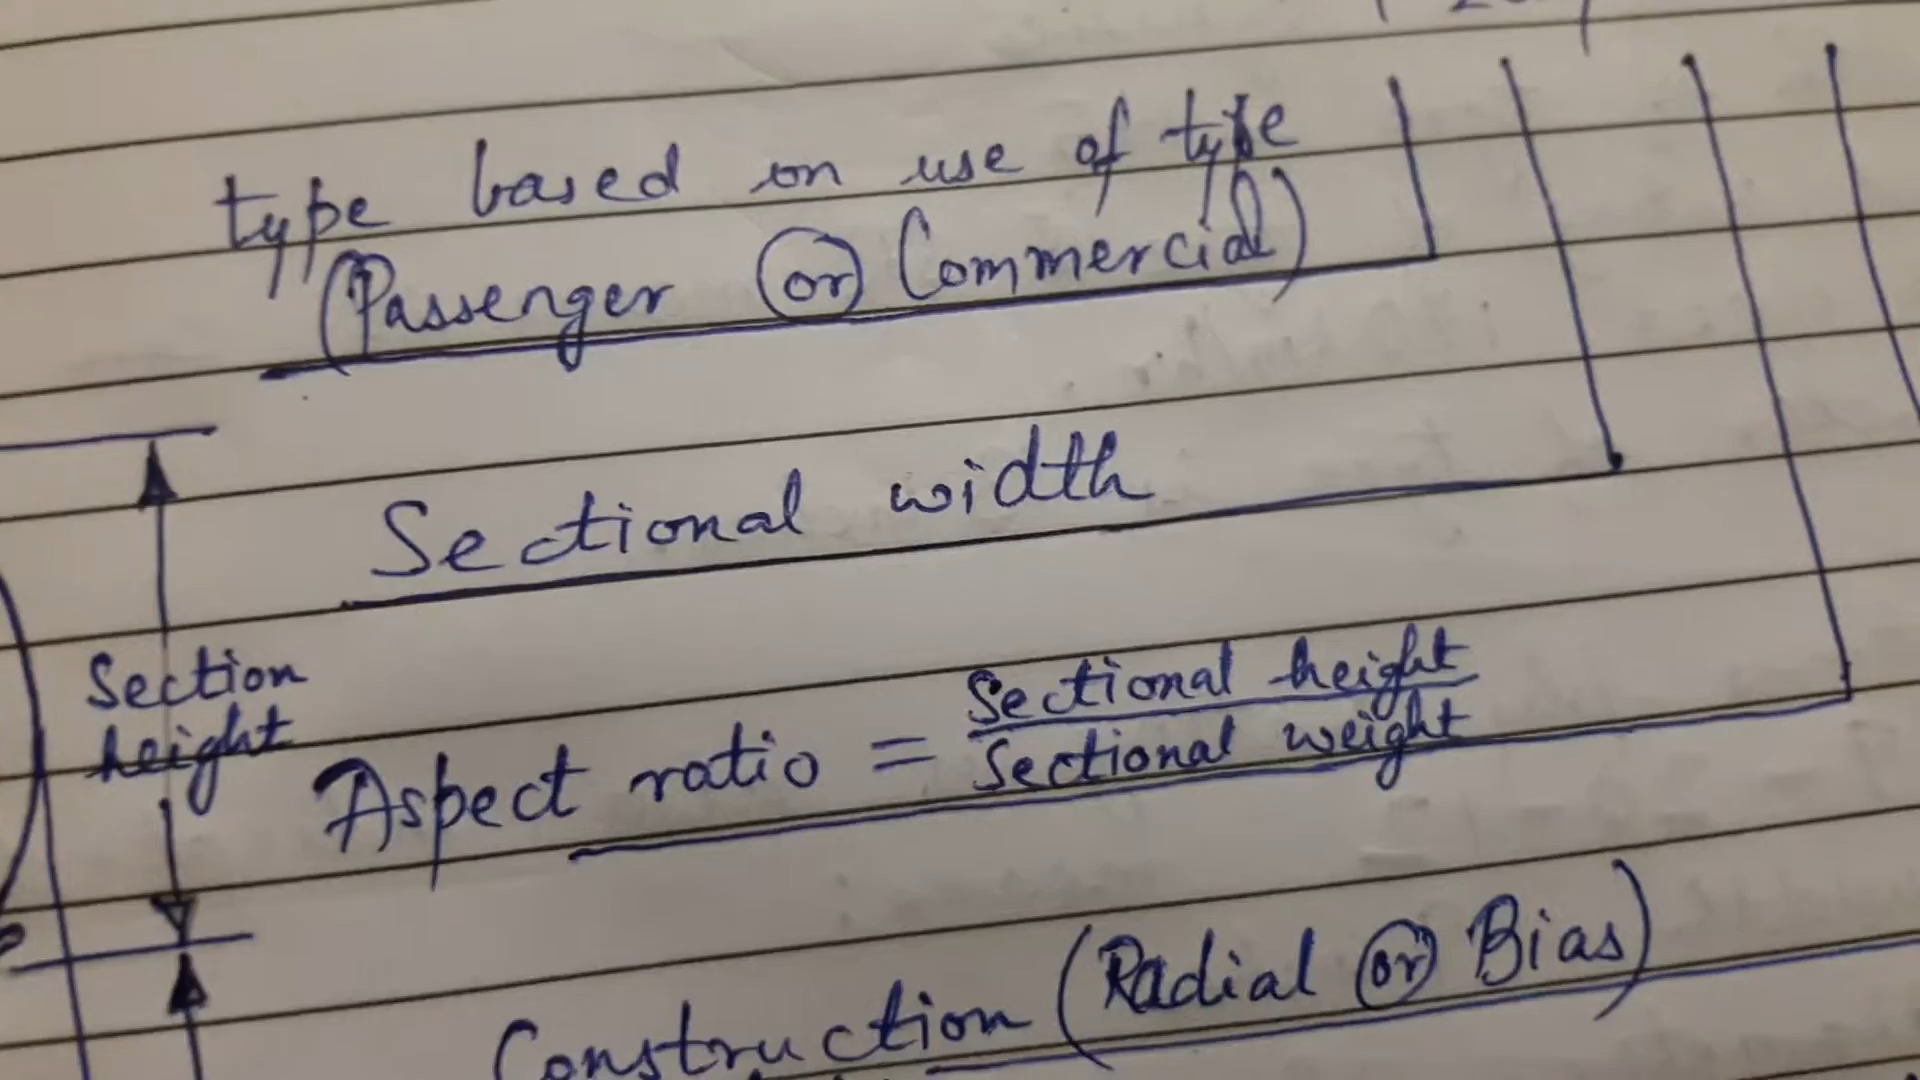 type based on use of type
(Passenger or Commercial)
Sectional width
Section
height
Aspect ratio = Sectional height
Sectional weight
Construction (Radial or Bias)